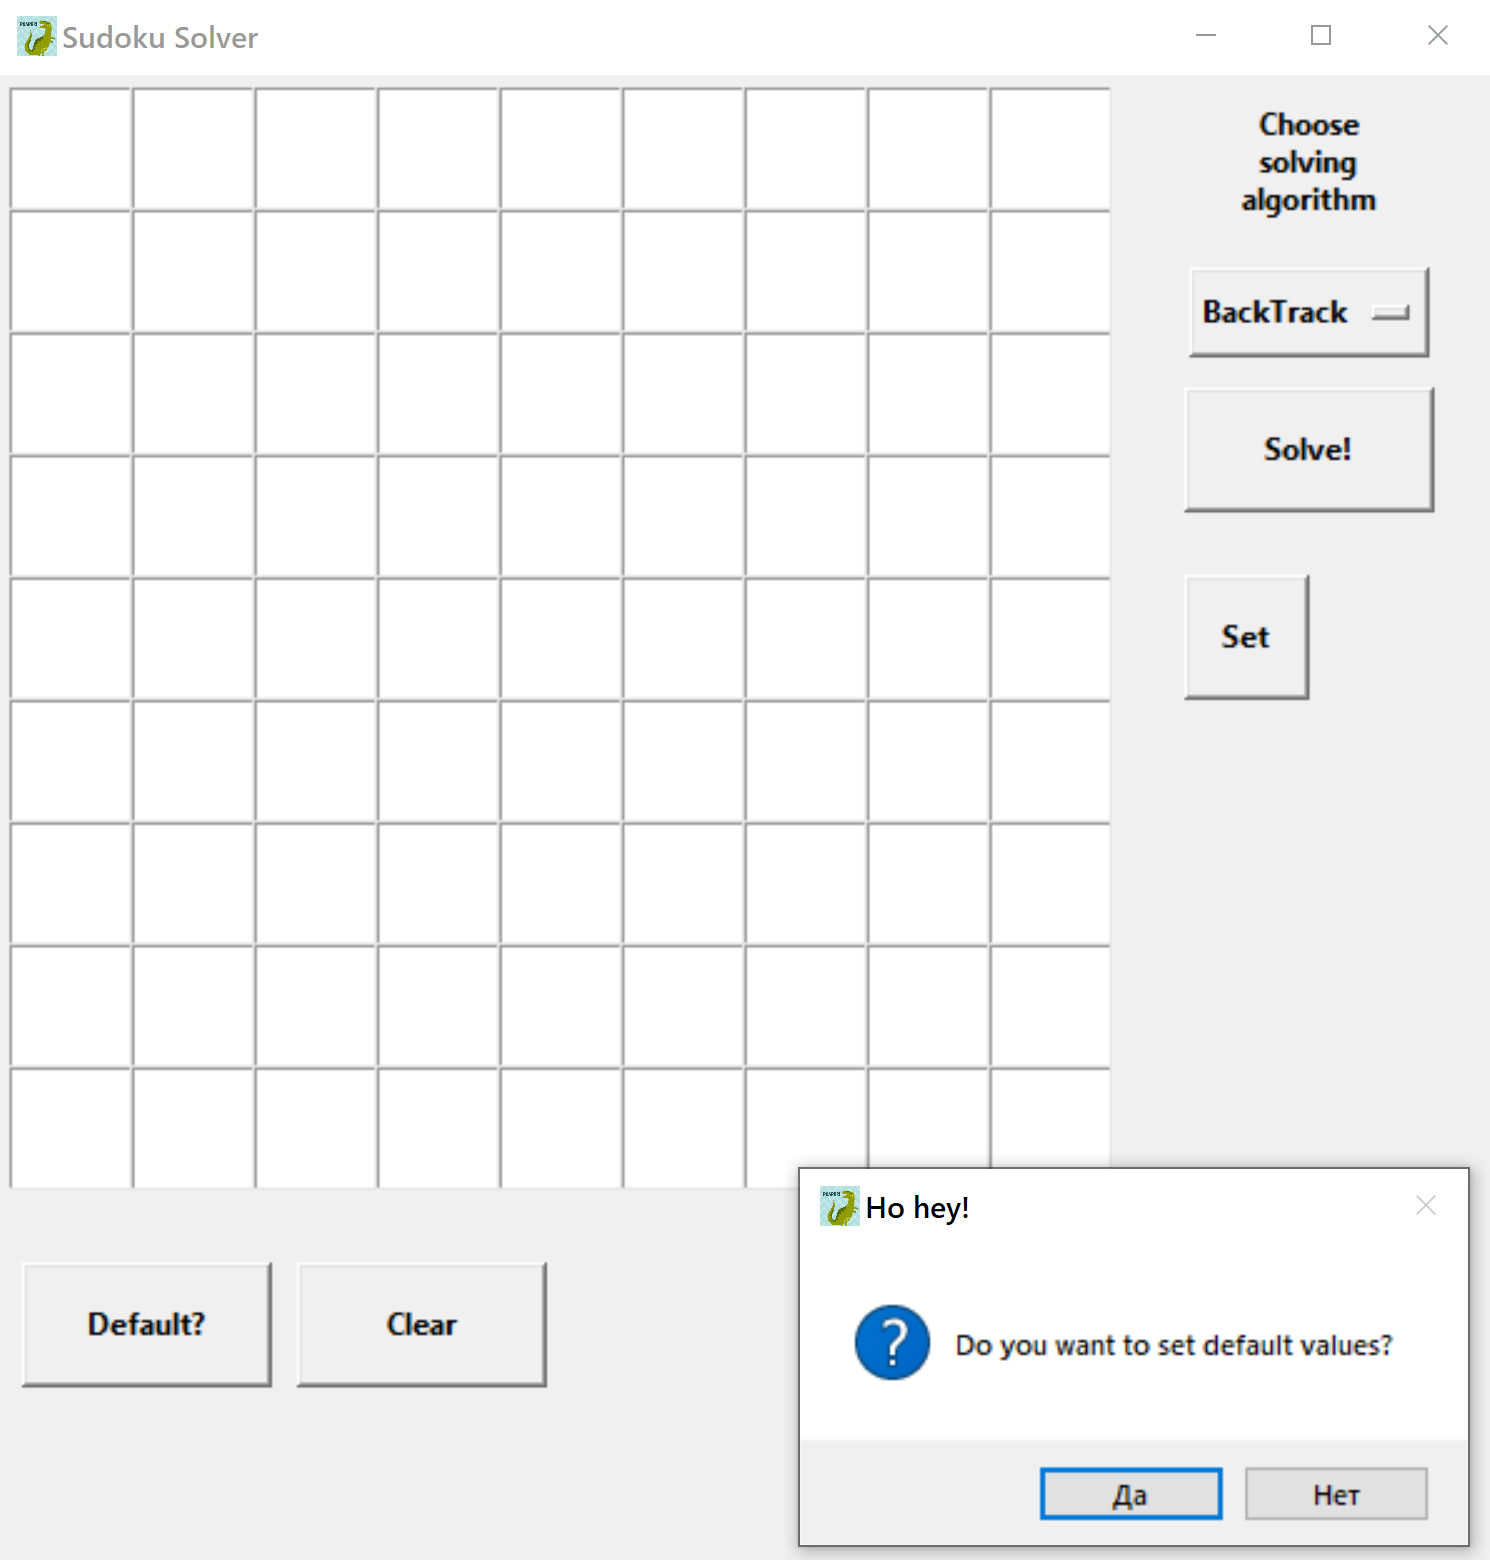 Sudoku Solver
Choose
solving
algorithm
BackTrack
Solve!
Set
Default?
Clear
Ho hey!
Do you want to set default values?
Да
Нет